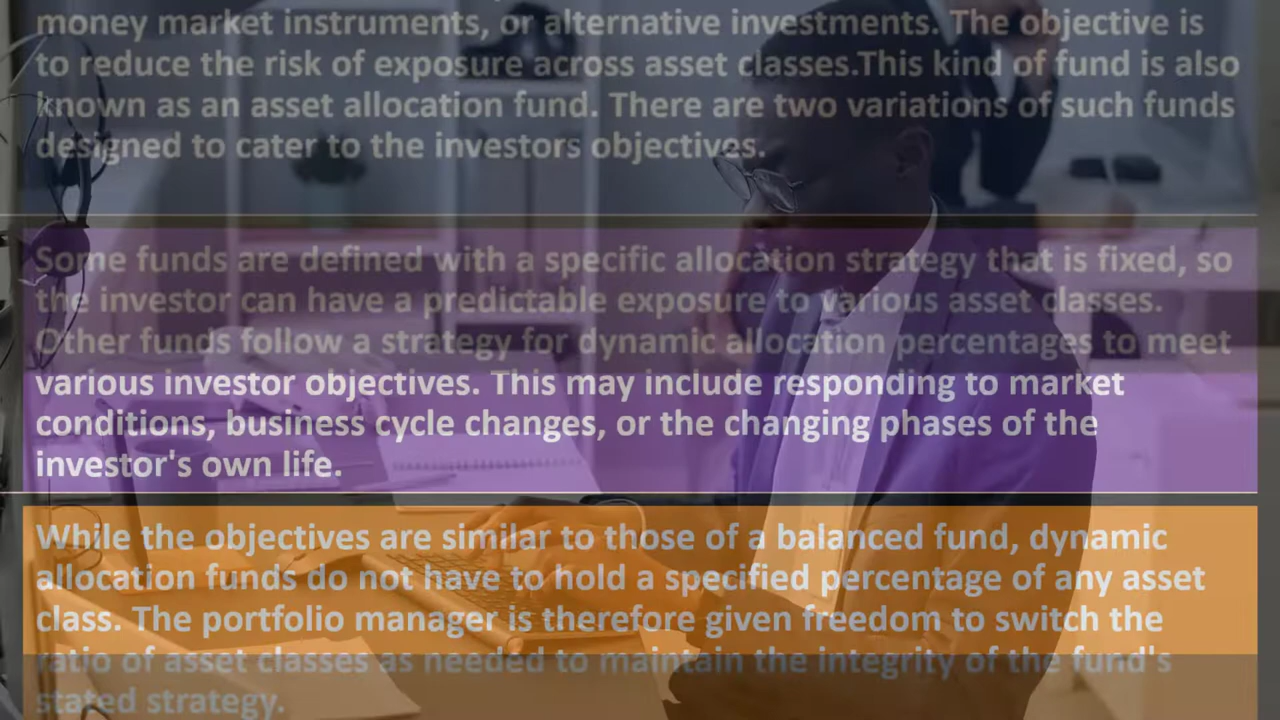 money market instruments, or alternative investments. The objective is
to reduce the risk of exposure across asset classes.This kind of fund is also
known as an asset allocation fund. There are two variations of such funds
designed to cater to the investors objectives.
Some funds are defined with a specific allocation strategy that is fixed, so
the investor can have a predictable exposure to various asset classes.
Other funds follow a strategy for dynamic allocation percentages to meet
various investor objectives. This may include responding to market
conditions, business cycle changes, or the changing phases of the
investor's own life.
While the objectives are similar to those of a balanced fund, dynamic
allocation funds do not have to hold a specified percentage of any asset
class. The portfolio manager is therefore given freedom to switch the
ratio of asset classes as needed to maintain the integrity of the fund's
stated strategy.